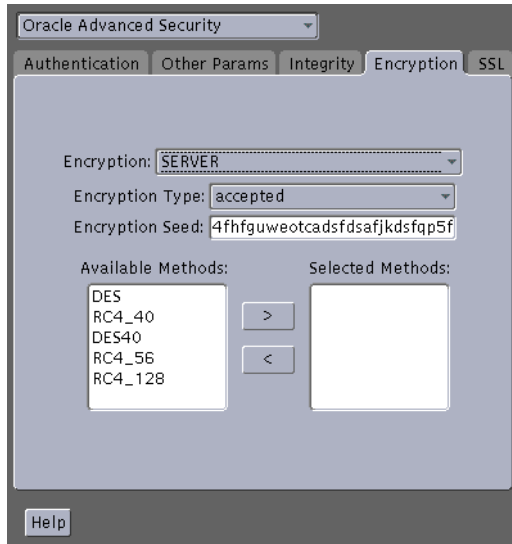 Oracle Advanced Security
Authentication Other Params Integrity Encryption SSL
Encryption: SERVER
Encryption Type: accepted
Encryption Seed: 4fhfguweotcadsfdsafjkdsfqp5f
Available Methods: Selected Methods:
DES
RC4_40 >
DES40
RC4_56 <
RC4_128
Help